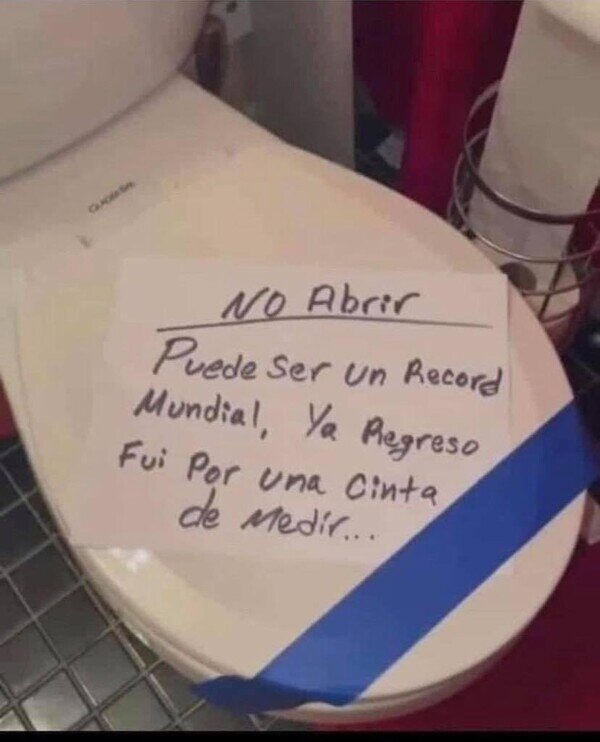 No Abrir
Puede Ser un Record
Mundial, Ya Regreso
Fui Por una Cinta
de Medir...